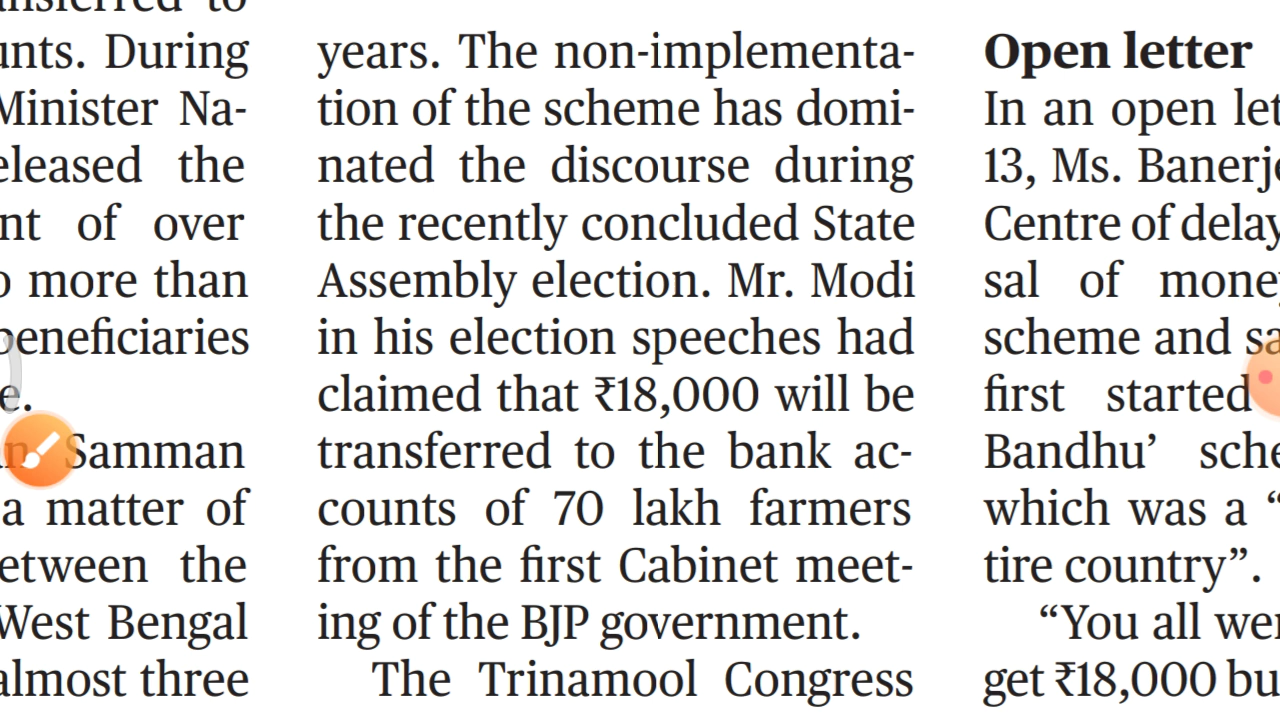 to
unts. During
Minister Na-
eleased the
nt of over
o more than
beneficiaries
e.
Samman
a matter of
etween the
West Bengal
almost three
years. The non-implementa-
tion of the scheme has domi-
nated the discourse during
the recently concluded State
Assembly election. Mr. Modi
in his election speeches had
claimed that ₹18,000 will be
transferred to the bank ac-
counts of 70 lakh farmers
from the first Cabinet meet-
ing of the BJP government.
The Trinamool Congress
Open letter
In an open let
13, Ms. Banerje
Centre of delay
sal of money
scheme and sa
first started
Bandhu’ sche
which was a “
tire country”.
“You all wer
get ₹18,000 bu